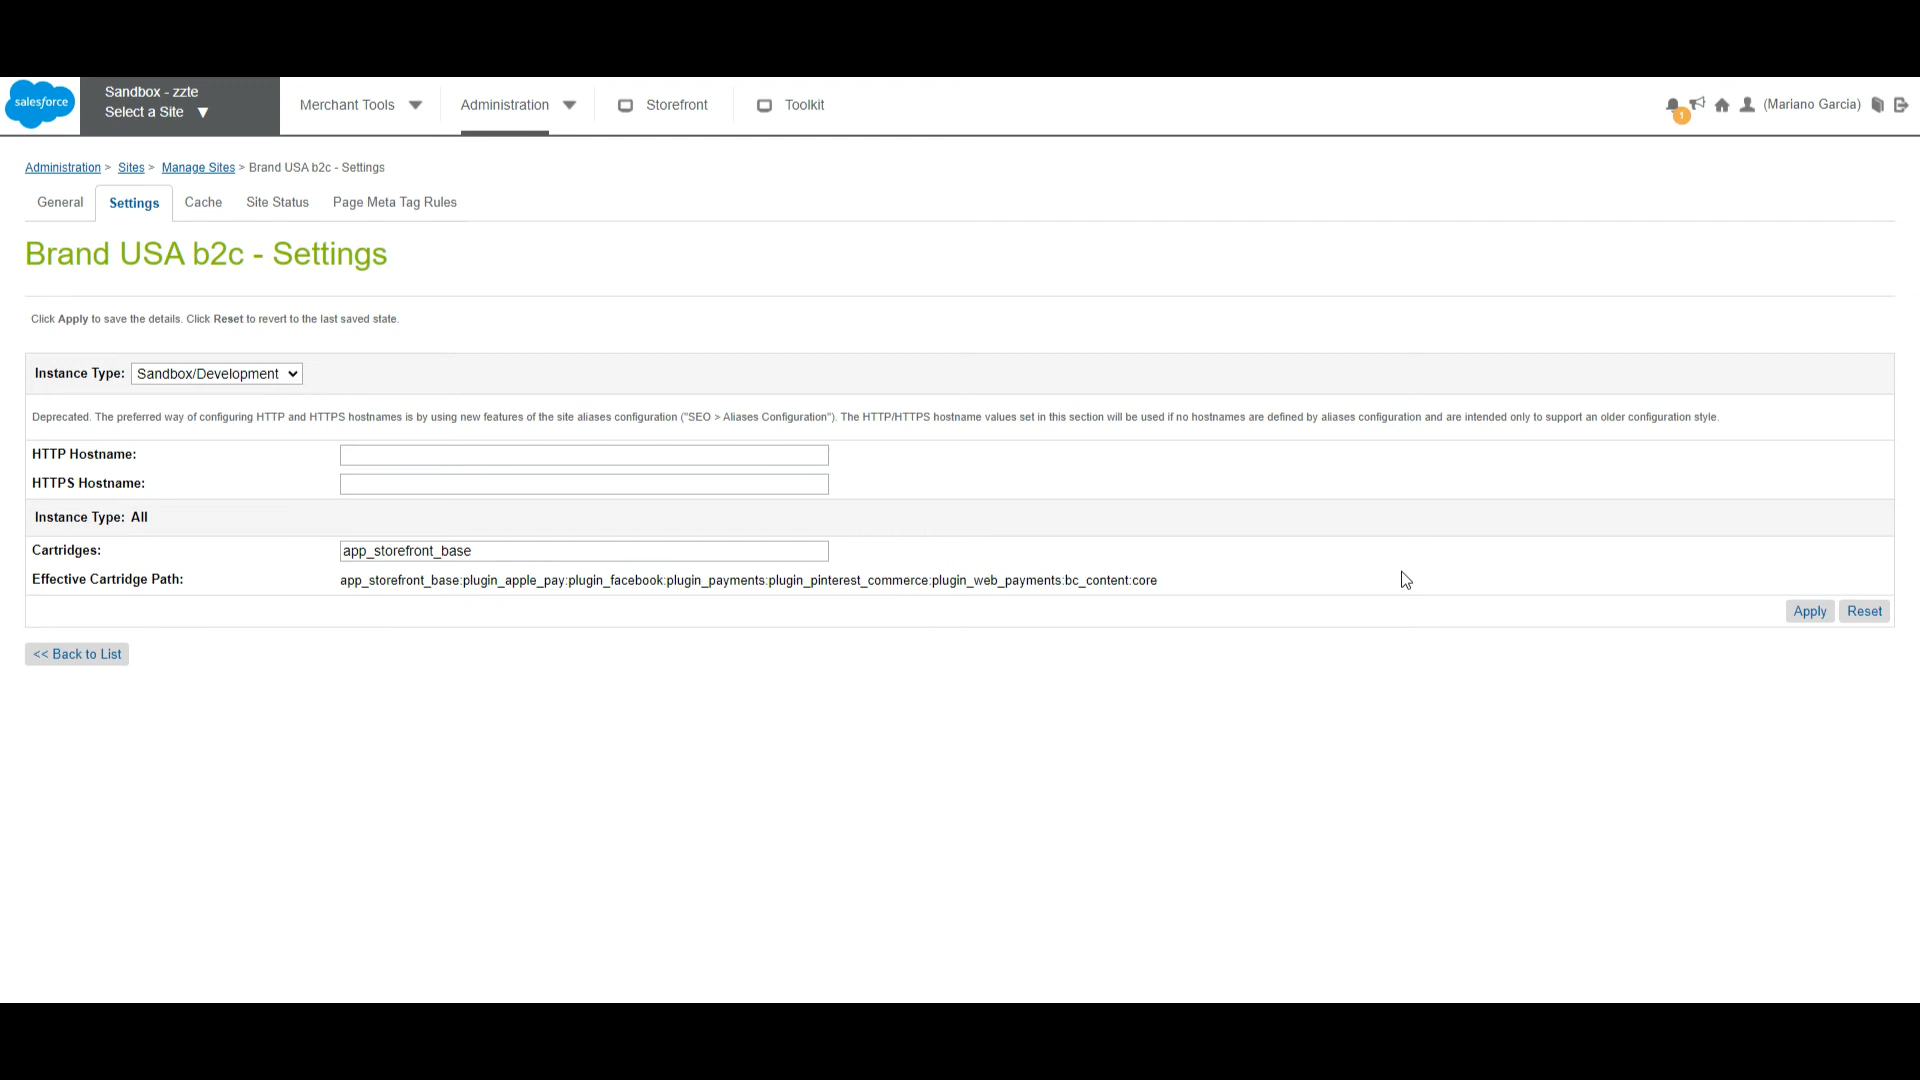 salesforce
Sandbox - zzte
Select a Site ▼
Merchant Tools
Administration
Storefront
Toolkit
1
(Mariano Garcia)
Administration > Sites > Manage Sites > Brand USA b2c - Settings
General
Settings
Cache
Site Status
Page Meta Tag Rules
Brand USA b2c - Settings
Click Apply to save the details. Click Reset to revert to the last saved state.
Instance Type: Sandbox/Development
Deprecated. The preferred way of configuring HTTP and HTTPS hostnames is by using new features of the site aliases configuration ("SEO > Aliases Configuration"). The HTTP/HTTPS hostname values set in this section will be used if no hostnames are defined by aliases configuration and are intended only to support an older configuration style.
HTTP Hostname:
HTTPS Hostname:
Instance Type: All
Cartridges: app_storefront_base
Effective Cartridge Path: app_storefront_base:plugin_apple_pay:plugin_facebook:plugin_payments:plugin_pinterest_commerce:plugin_web_payments:bc_content:core
Apply
Reset
<< Back to List